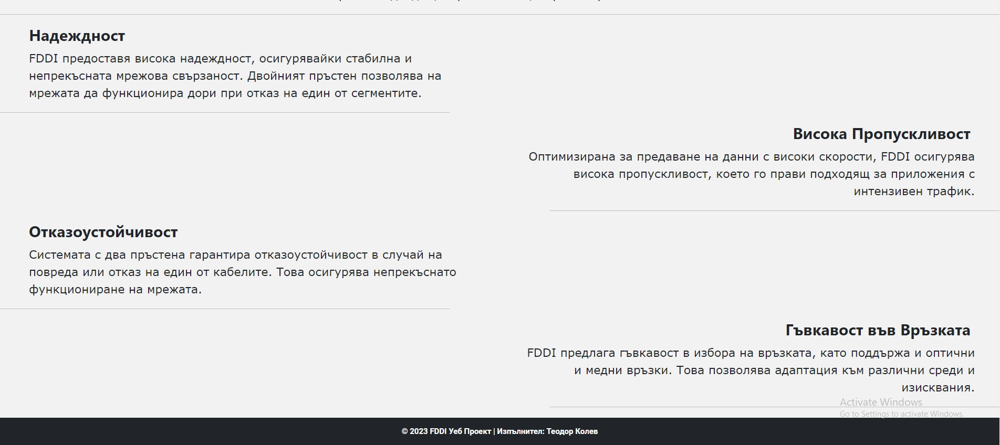 Надеждност
FDDI предоставя висока надеждност, осигурявайки стабилна и
непрекъсната мрежова свързаност. Двойният пръстен позволява на
мрежата да функционира дори при отказ на един от сегментите.
Висока Пропускливост
Оптимизирана за предаване на данни с високи скорости, FDDI осигурява
висока пропускливост, което го прави подходящ за приложения с
интензивен трафик.
Отказоустойчивост
Системата с два пръстена гарантира отказоустойчивост в случай на
повреда или отказ на един от кабелите. Това осигурява непрекъснато
функциониране на мрежата.
Гъвкавост във Връзката
FDDI предлага гъвкавост в избора на връзката, като поддържа и оптични
и медни връзки. Това позволява адаптация към различни среди и
изисквания.
Activate Windows
Go to Settings to activate Windows.
© 2023 FDDI Уеб Проект | Изпълнител: Теодор Колев